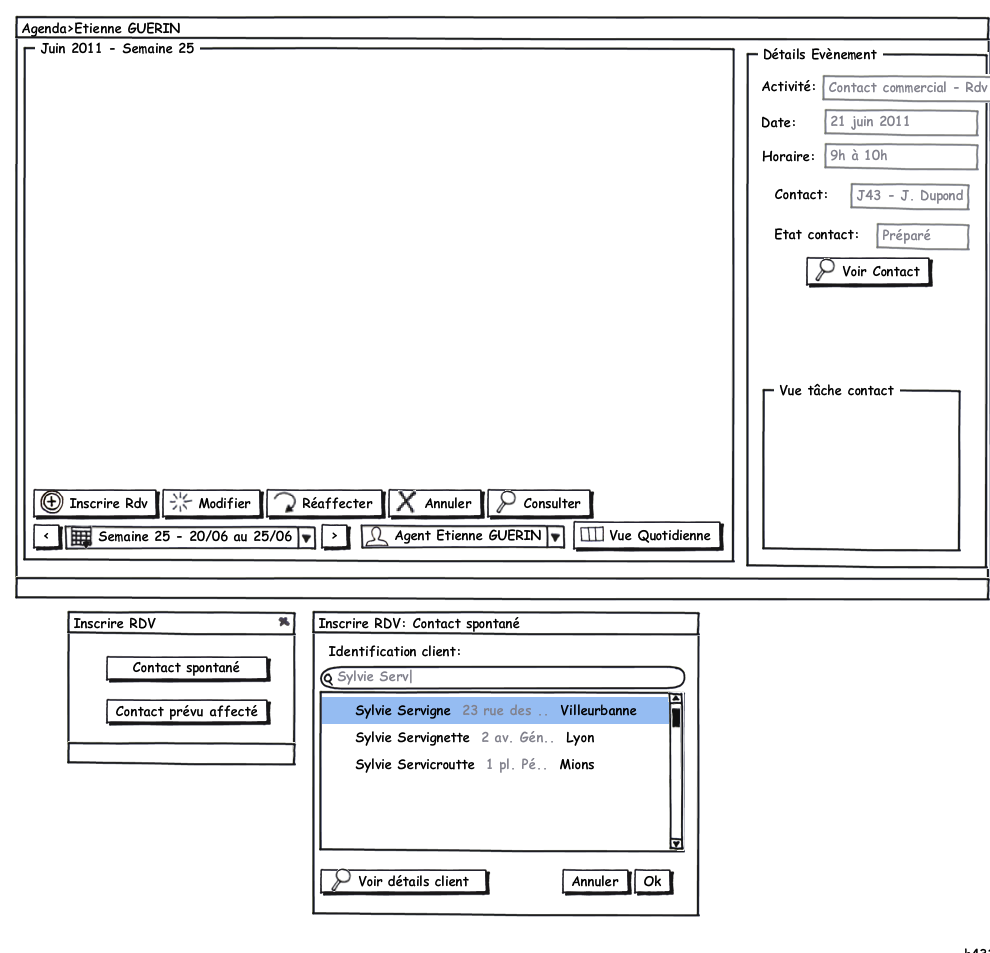 Agenda>Etienne GUERIN
Juin 2011 - Semaine 25
Inscrire Rdv Modifier Réaffecter Annuler Consulter
< Semaine 25 - 20/06 au 25/06 > Agent Etienne GUERIN Vue Quotidienne
Détails Evènement
Activité: Contact commercial - Rdv
Date: 21 juin 2011
Horaire: 9h à 10h
Contact: J43 - J. Dupond
Etat contact: Préparé
Voir Contact
Vue tâche contact
Inscrire RDV
Contact spontané
Contact prévu affecté
Inscrire RDV: Contact spontané
Identification client:
Sylvie Serv
Sylvie Servigne 23 rue des .. Villeurbanne
Sylvie Servignette 2 av. Gén.. Lyon
Sylvie Servicroutte 1 pl. Pé.. Mions
Voir détails client Annuler Ok